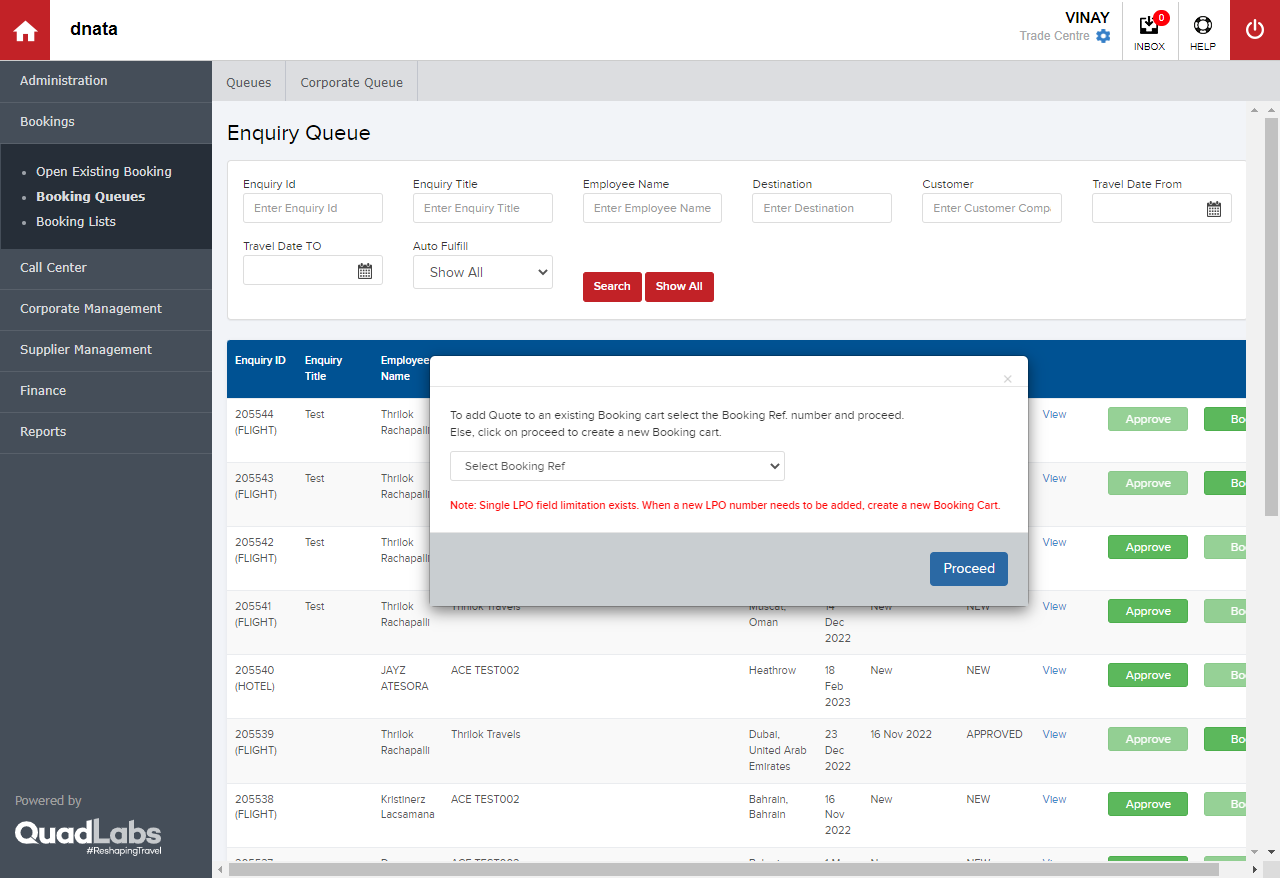 dnata
VINAY
Trade Centre
0
INBOX
HELP
Administration
Bookings
Open Existing Booking
Booking Queues
Booking Lists
Call Center
Corporate Management
Supplier Management
Finance
Reports
Powered by
QuadLabs
#ReshapingTravel
Queues
Corporate Queue
Enquiry Queue
Enquiry Id
Enquiry Title
Employee Name
Destination
Customer
Travel Date From
Enter Enquiry Id
Enter Enquiry Title
Enter Employee Name
Enter Destination
Enter Customer Comp
Travel Date TO
Auto Fulfill
Show All
Search
Show All
Enquiry ID
Enquiry
Title
Employee
Name
To add Quote to an existing Booking cart select the Booking Ref. number and proceed.
Else, click on proceed to create a new Booking cart.
Select Booking Ref
Note: Single LPO field limitation exists. When a new LPO number needs to be added, create a new Booking Cart.
Proceed
205544
(FLIGHT)
Test
Thrilok
Rachapalli
View
Approve
Bo
205543
(FLIGHT)
Test
Thrilok
Rachapalli
View
Approve
Bo
205542
(FLIGHT)
Test
Thrilok
Rachapalli
View
Approve
Bo
205541
(FLIGHT)
Test
Thrilok
Rachapalli
Thrilok Travels
Muscat,
Oman
14
Dec
2022
New
NEW
View
Approve
Bo
205540
(HOTEL)
JAYZ
ATESORA
ACE TEST002
Heathrow
18
Feb
2023
New
NEW
View
Approve
Bo
205539
(FLIGHT)
Thrilok
Rachapalli
Thrilok Travels
Dubai,
United Arab
Emirates
23
Dec
2022
16 Nov 2022
APPROVED
View
Approve
Bo
205538
(FLIGHT)
Kristinerz
Lacsamana
ACE TEST002
Bahrain,
Bahrain
16
Nov
2022
New
NEW
View
Approve
Bo